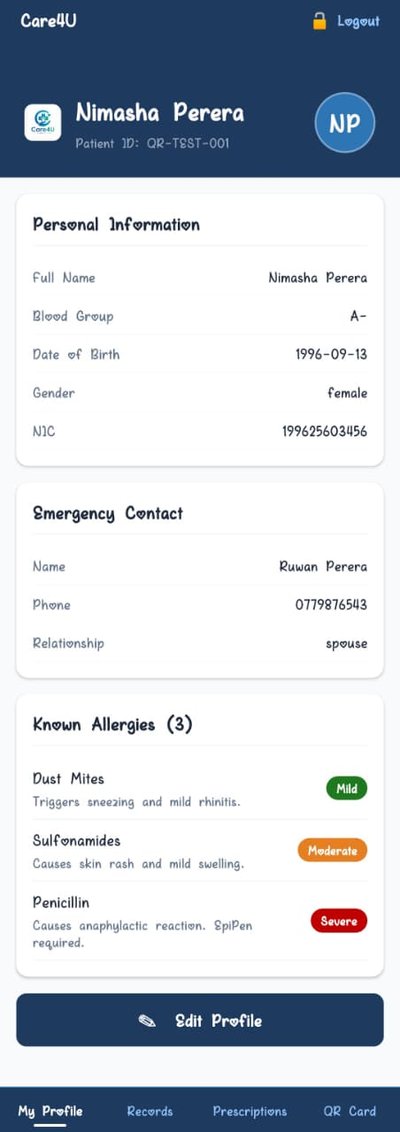 Care4U
🔓 Logout
Care4U
Nimasha Perera
Patient ID: QR-TEST-001
NP
Personal Information
Full Name Nimasha Perera
Blood Group A-
Date of Birth 1996-09-13
Gender female
NIC 199625603456
Emergency Contact
Name Ruwan Perera
Phone 0779876543
Relationship spouse
Known Allergies (3)
Dust Mites
Triggers sneezing and mild rhinitis.
Mild
Sulfonamides
Causes skin rash and mild swelling.
Moderate
Penicillin
Causes anaphylactic reaction. EpiPen
required.
Severe
✎ Edit Profile
My Profile Records Prescriptions QR Card